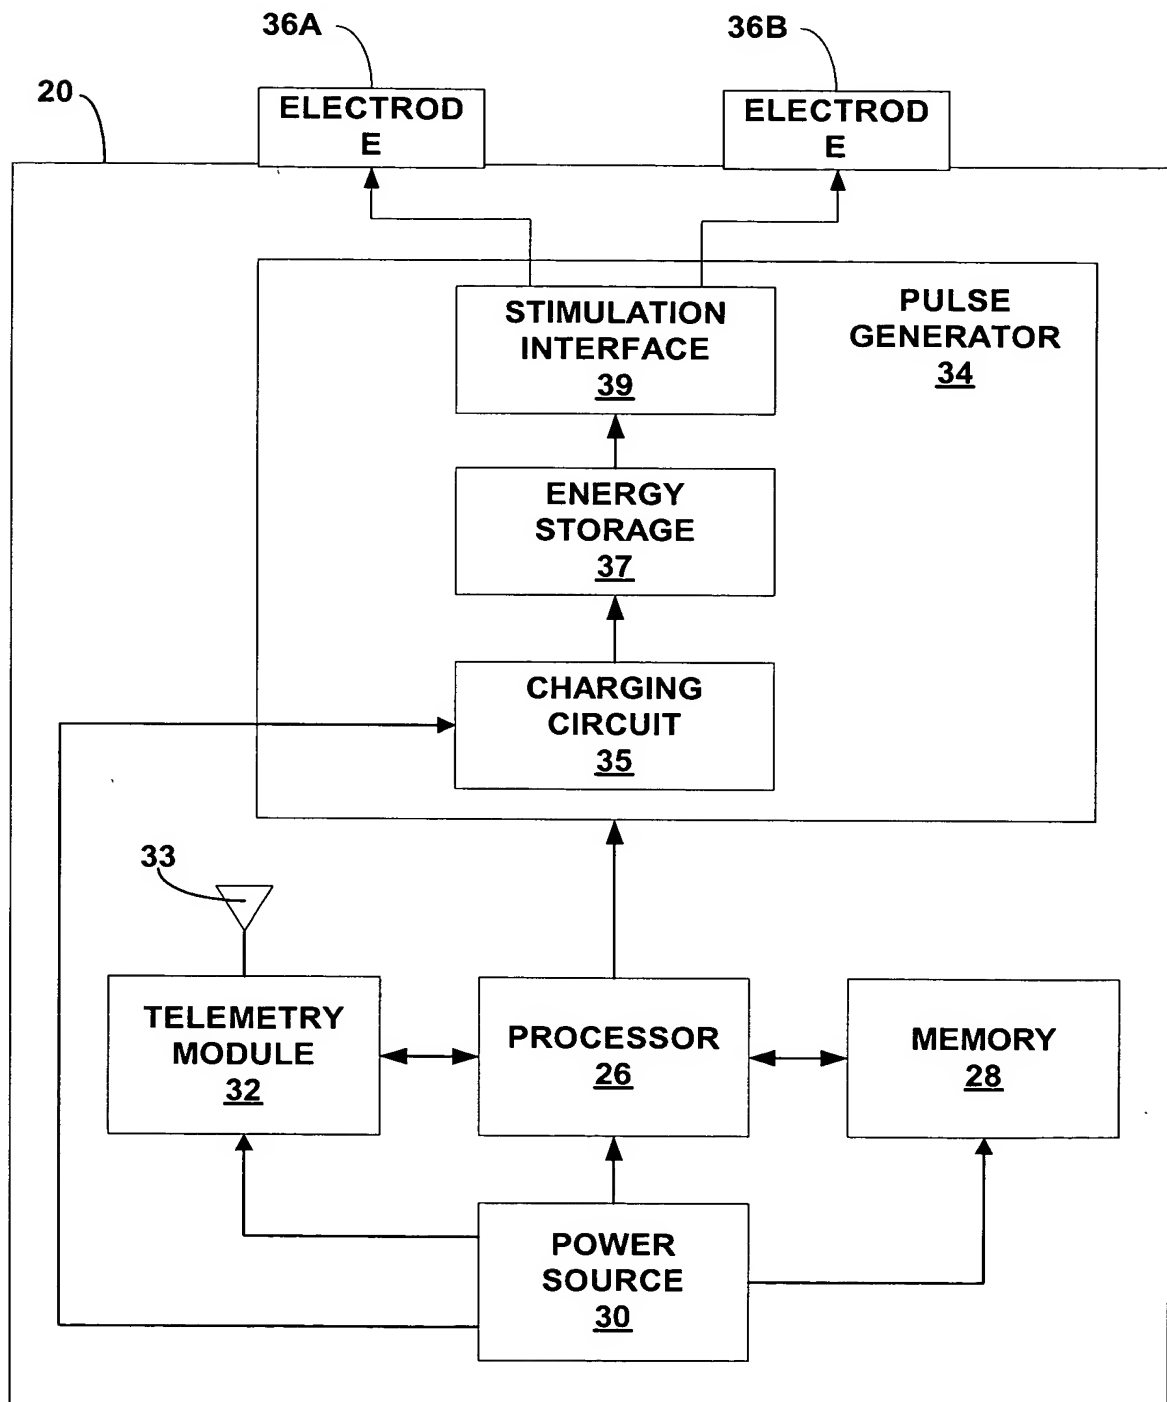 36A
36B
20
ELECTROD
E
ELECTROD
E
STIMULATION
INTERFACE
39
PULSE
GENERATOR
34
ENERGY
STORAGE
37
CHARGING
CIRCUIT
35
33
TELEMETRY
MODULE
32
PROCESSOR
26
MEMORY
28
POWER
SOURCE
30